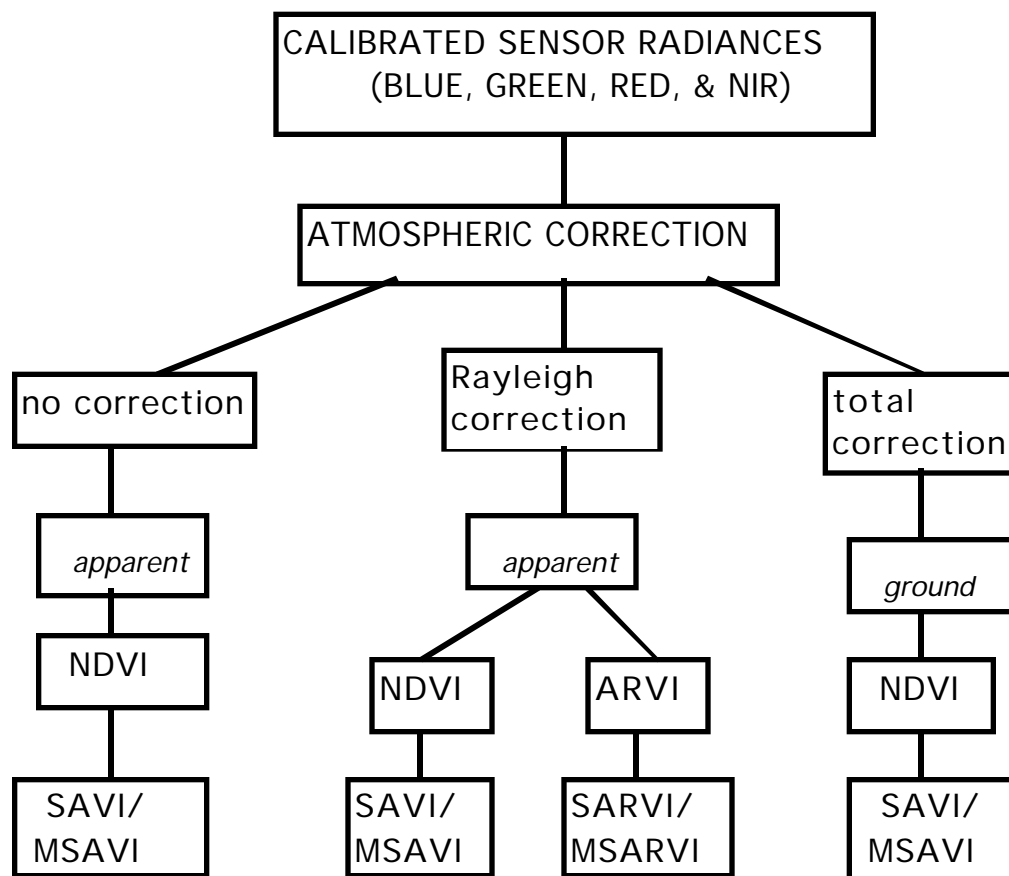 CALIBRATED SENSOR RADIANCES
(BLUE, GREEN, RED, & NIR)
ATMOSPHERIC CORRECTION
no correction
Rayleigh
correction
total
correction
apparent
apparent
ground
NDVI
NDVI
ARVI
NDVI
SAVI/
MSAVI
SAVI/
MSAVI
SARVI/
MSARVI
SAVI/
MSAVI